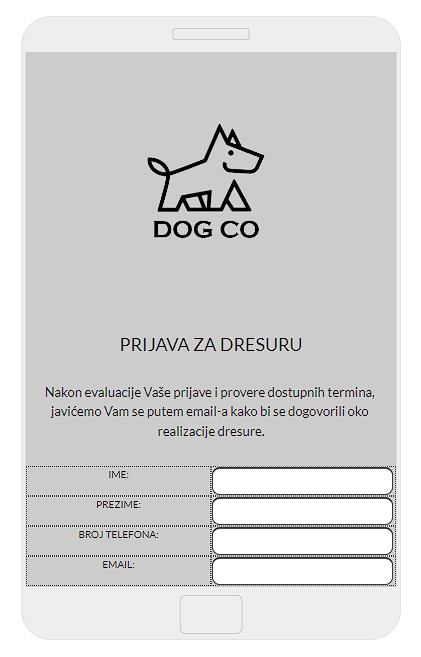 DOG CO
PRIJAVA ZA DRESURU
Nakon evaluacije Vaše prijave i provere dostupnih termina,
javićemo Vam se putem email-a kako bi se dogovorili oko
realizacije dresure.
IME:
PREZIME:
BROJ TELEFONA:
EMAIL: